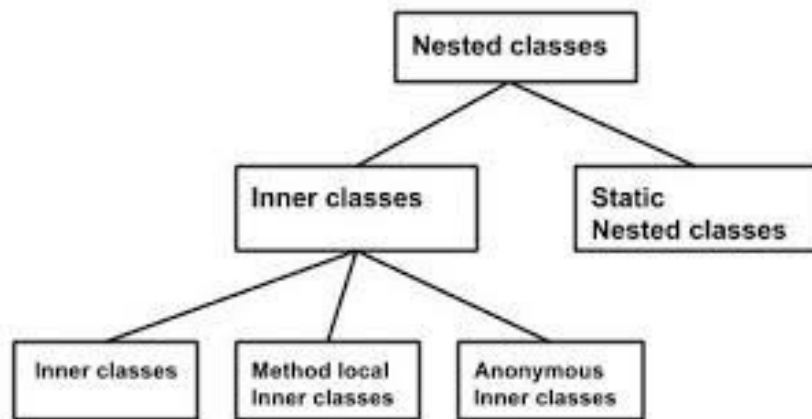 Nested classes
Inner classes
Static
Nested classes
Inner classes
Method local
Inner classes
Anonymous
Inner classes